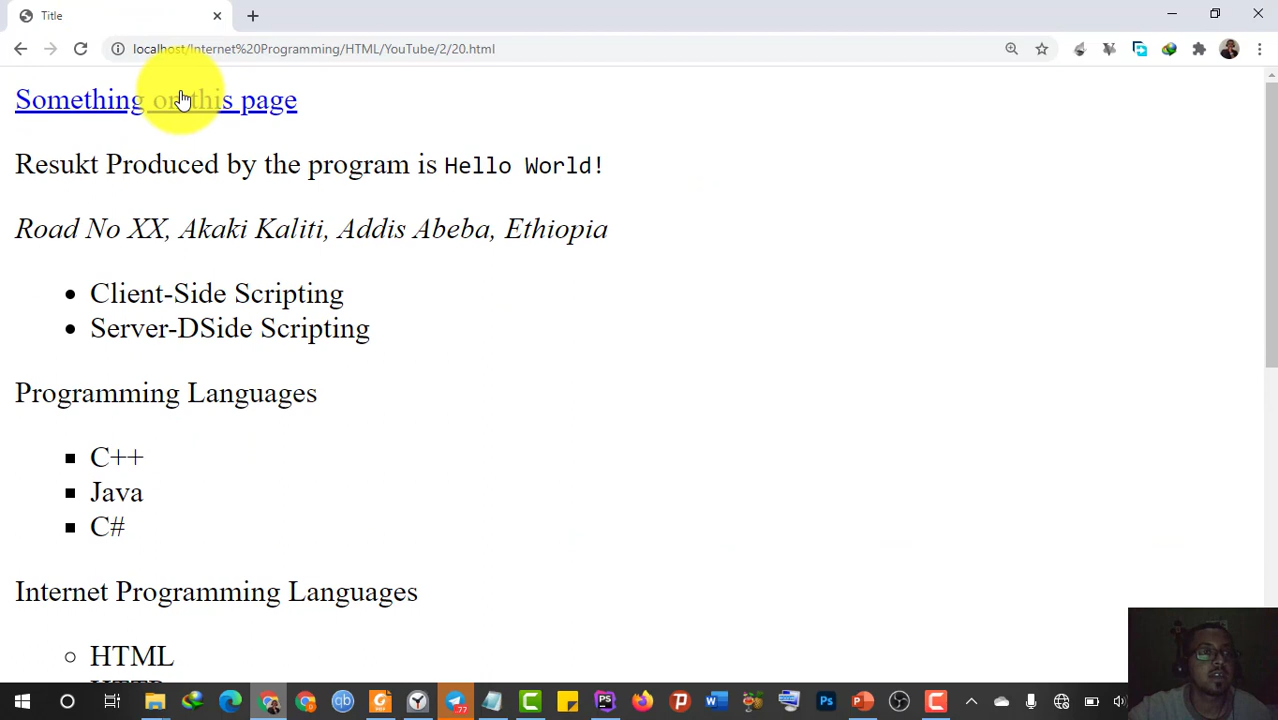 Title
localhost/Internet%20Programming/HTML/YouTube/2/20.html
Something on this page
Resukt Produced by the program is Hello World!
Road No XX, Akaki Kaliti, Addis Abeba, Ethiopia
Client-Side Scripting
Server-DSide Scripting
Programming Languages
C++
Java
C#
Internet Programming Languages
HTML